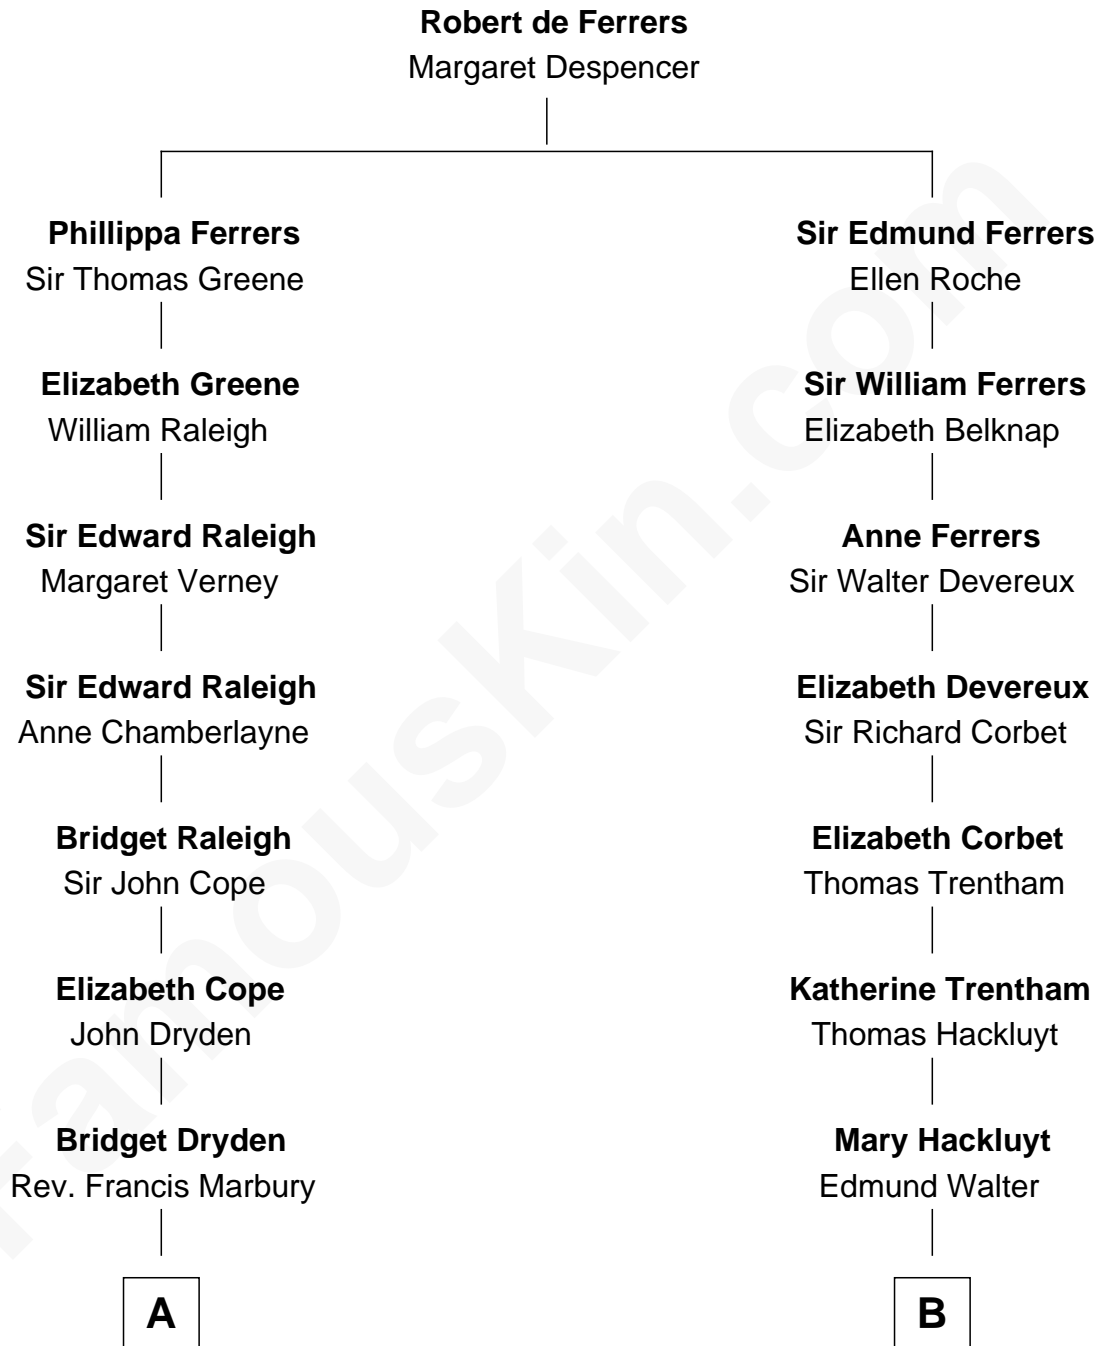 Robert de Ferrers
Margaret Despencer
Phillippa Ferrers
Sir Thomas Greene
Sir Edmund Ferrers
Ellen Roche
Elizabeth Greene
William Raleigh
Sir William Ferrers
Elizabeth Belknap
Sir Edward Raleigh
Margaret Verney
Anne Ferrers
Sir Walter Devereux
Sir Edward Raleigh
Anne Chamberlayne
Elizabeth Devereux
Sir Richard Corbet
Bridget Raleigh
Sir John Cope
Elizabeth Corbet
Thomas Trentham
Elizabeth Cope
John Dryden
Katherine Trentham
Thomas Hackluyt
Bridget Dryden
Rev. Francis Marbury
Mary Hackluyt
Edmund Walter
A
B
FamousKin.com